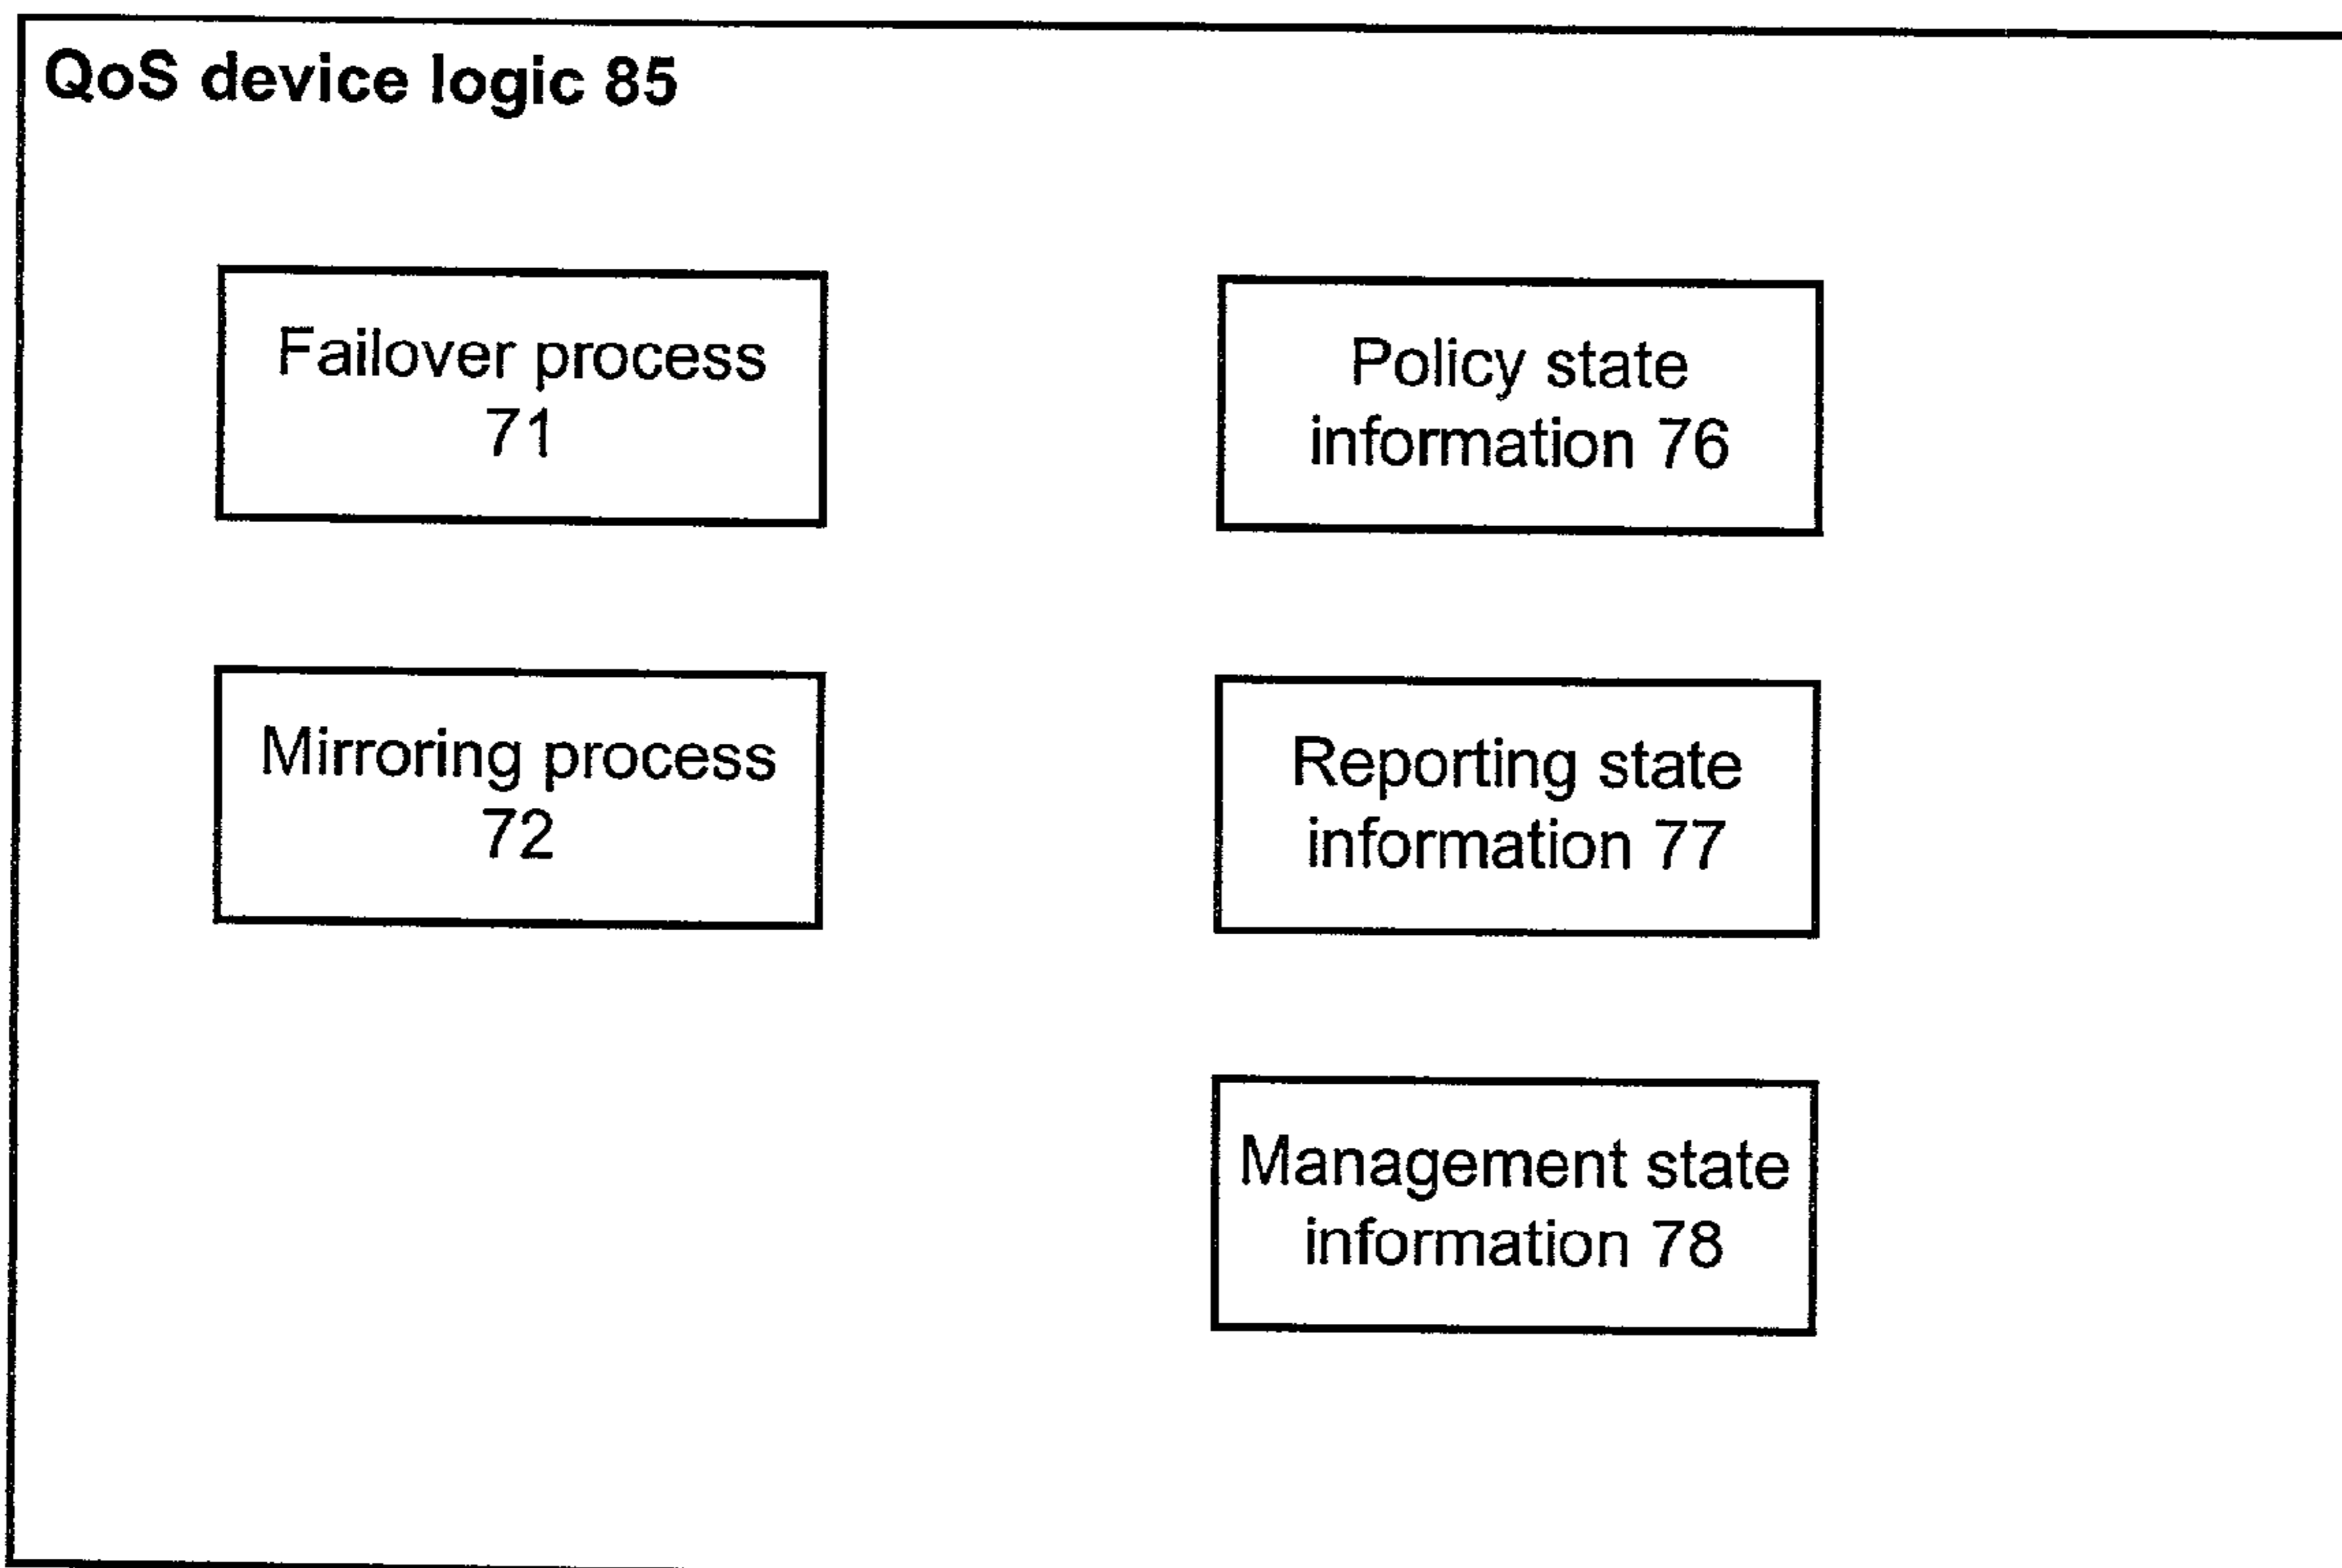 QoS device logic 85
Failover process
71
Policy state
information 76
Mirroring process
72
Reporting state
information 77
Management state
information 78